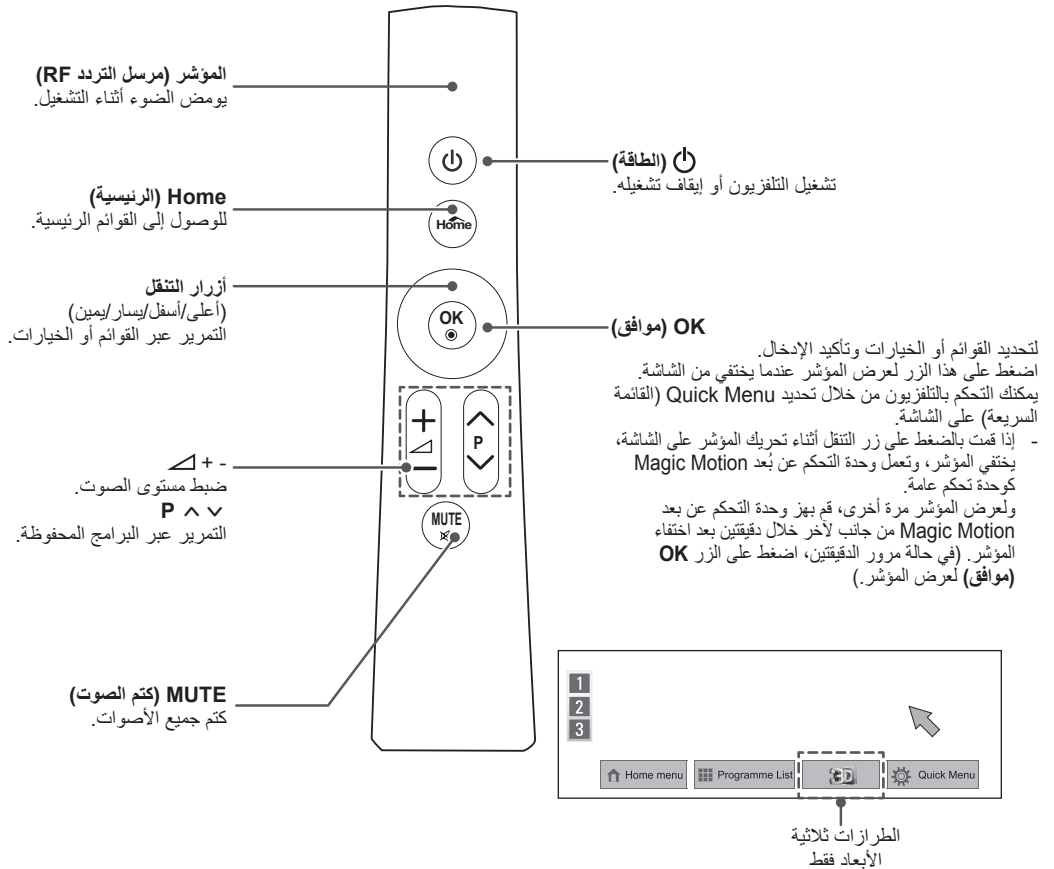 المؤشر (مرسل التردد RF)
يومض الضوء أثناء التشغيل.
(الطاقة)
تشغيل التلفزيون أو إيقاف تشغيله.
Home (الرئيسية)
للوصول إلى القوائم الرئيسية.
Home
أزرار التنقل
(أعلى/أسفل/يسار/يمين)
التمرير عبر القوائم أو الخيارات.
OK
OK (موافق)
لتحديد القوائم أو الخيارات وتأكيد الإدخال.
اضغط على هذا الزر لعرض المؤشر عندما يختفي من الشاشة.
يمكنك التحكم بالتلفزيون من خلال تحديد Quick Menu (القائمة
السريعة) على الشاشة.
- إذا قمت بالضغط على زر التنقل أثناء تحريك المؤشر على الشاشة،
يختفي المؤشر، وتعمل وحدة التحكم عن بُعد Magic Motion
كوحدة تحكم عامة.
ولعرض المؤشر مرة أخرى، قم بهز وحدة التحكم عن بعد
Magic Motion من جانب لآخر خلال دقيقتين بعد اختفاء
المؤشر. (في حالة مرور الدقيقتين، اضغط على الزر OK
(موافق) لعرض المؤشر.)
+
P
−
⊿ + -
ضبط مستوى الصوت.
P ∧ ∨
التمرير عبر البرامج المحفوظة.
MUTE
MUTE (كتم الصوت)
كتم جميع الأصوات.
1
2
3
Home menu
Programme List
3D
Quick Menu
الطرازات ثلاثية
الأبعاد فقط